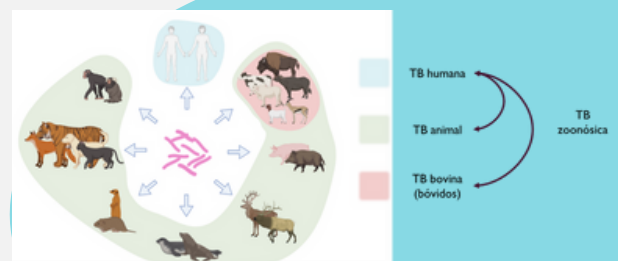 TB humana
TB animal
TB
zoonósica
TB bovina
(bóvidos)